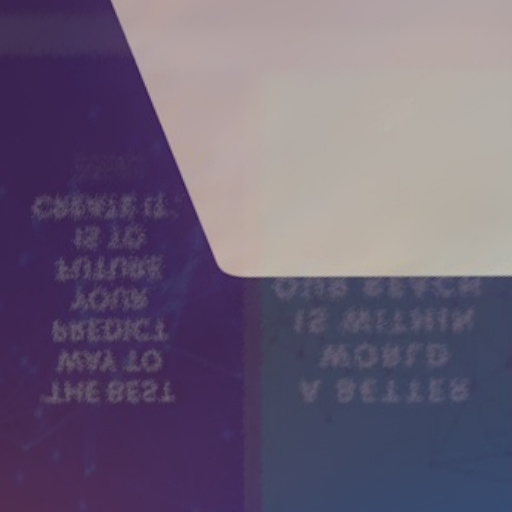 THE BEST
WAY TO
PREDICT
YOUR
FUTURE
IS TO
CREATE IT.
A BETTER
WORLD
IS WITHIN
OUR REACH